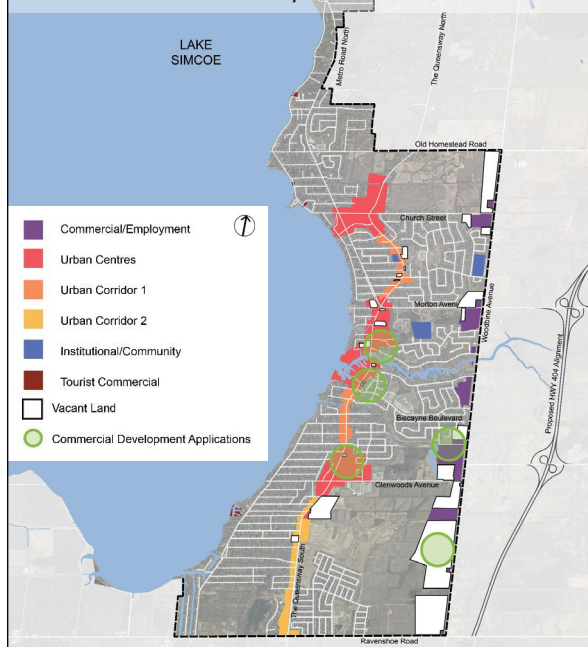 LAKE
SIMCOE
Metro Road North
The Queensway North
Old Homestead Road
Church Street
Commercial/Employment
Urban Centres
Urban Corridor 1
Urban Corridor 2
Institutional/Community
Tourist Commercial
Vacant Land
Commercial Development Applications
Morton Avenu
Woodbine Avenue
Proposed HWY 404 Alignment
Biscayne Boulevard
Glenwoods Avenue
The Queensway South
Ravenshoe Road